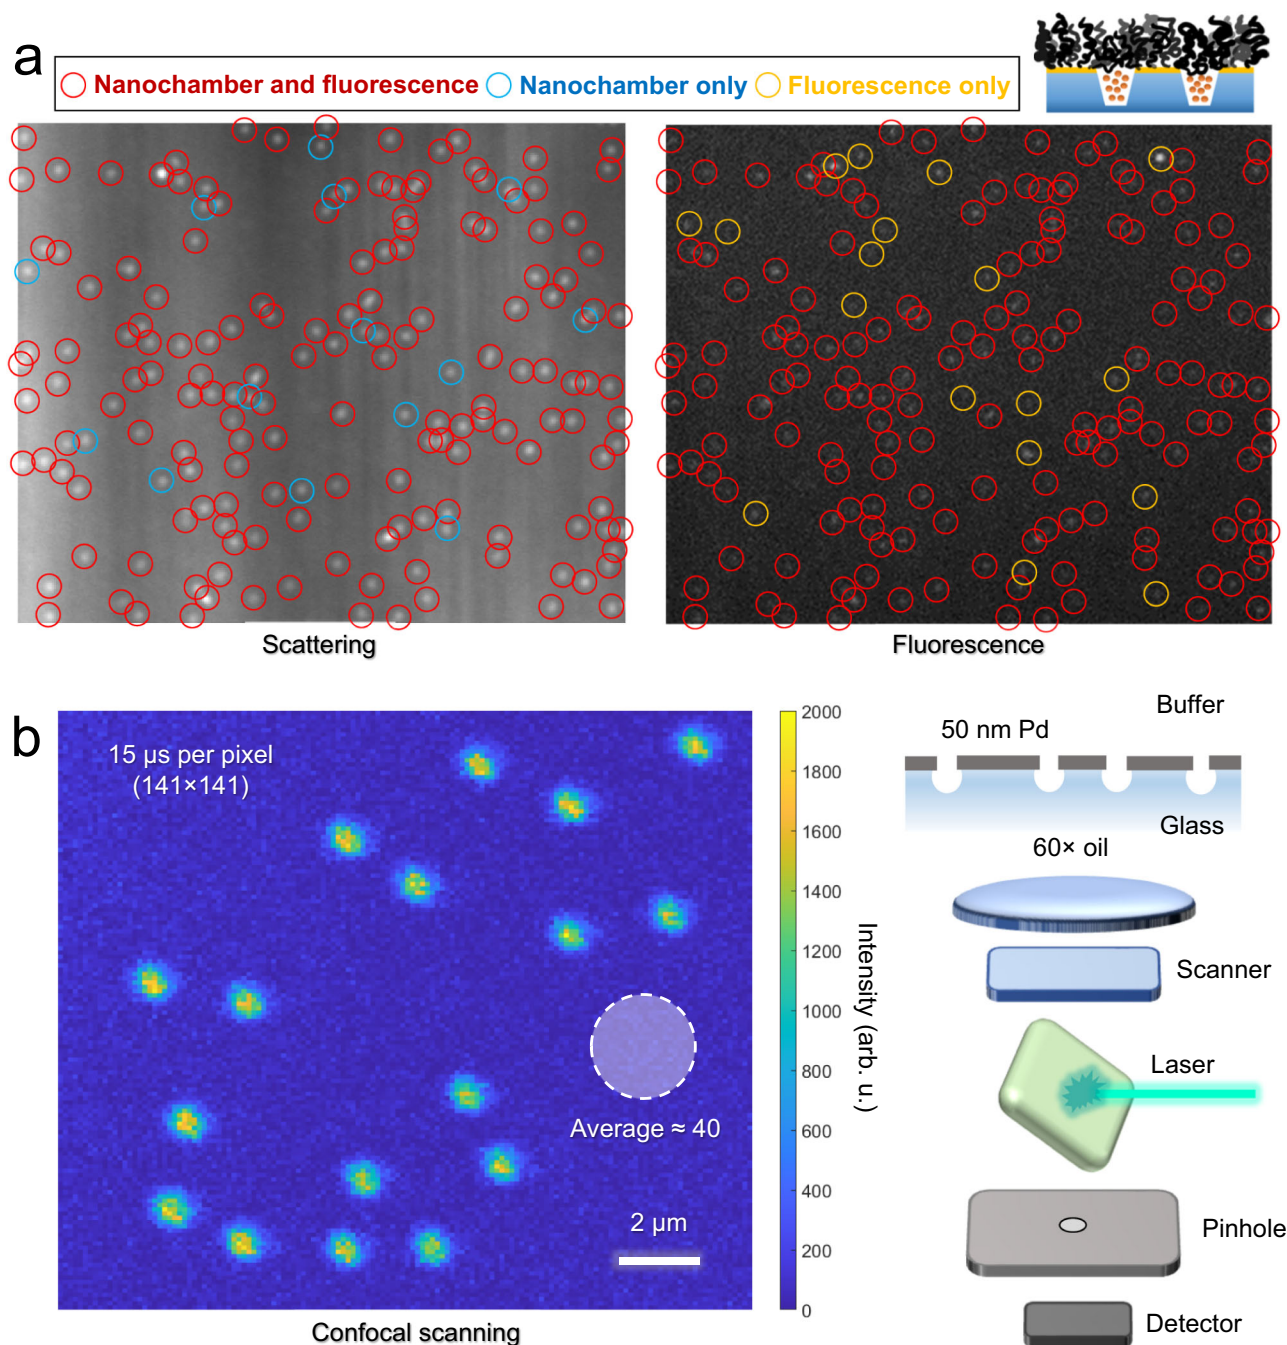 a
Nanochamber and fluorescence Nanochamber only Fluorescence only
Scattering
Fluorescence
b
15 µs per pixel
(141×141)
Average ≈ 40
2 µm
Confocal scanning
2000
1800
1600
1400
1200
1000
800
600
400
200
0
Intensity (arb. u.)
Buffer
50 nm Pd
Glass
60× oil
Scanner
Laser
Pinhole
Detector